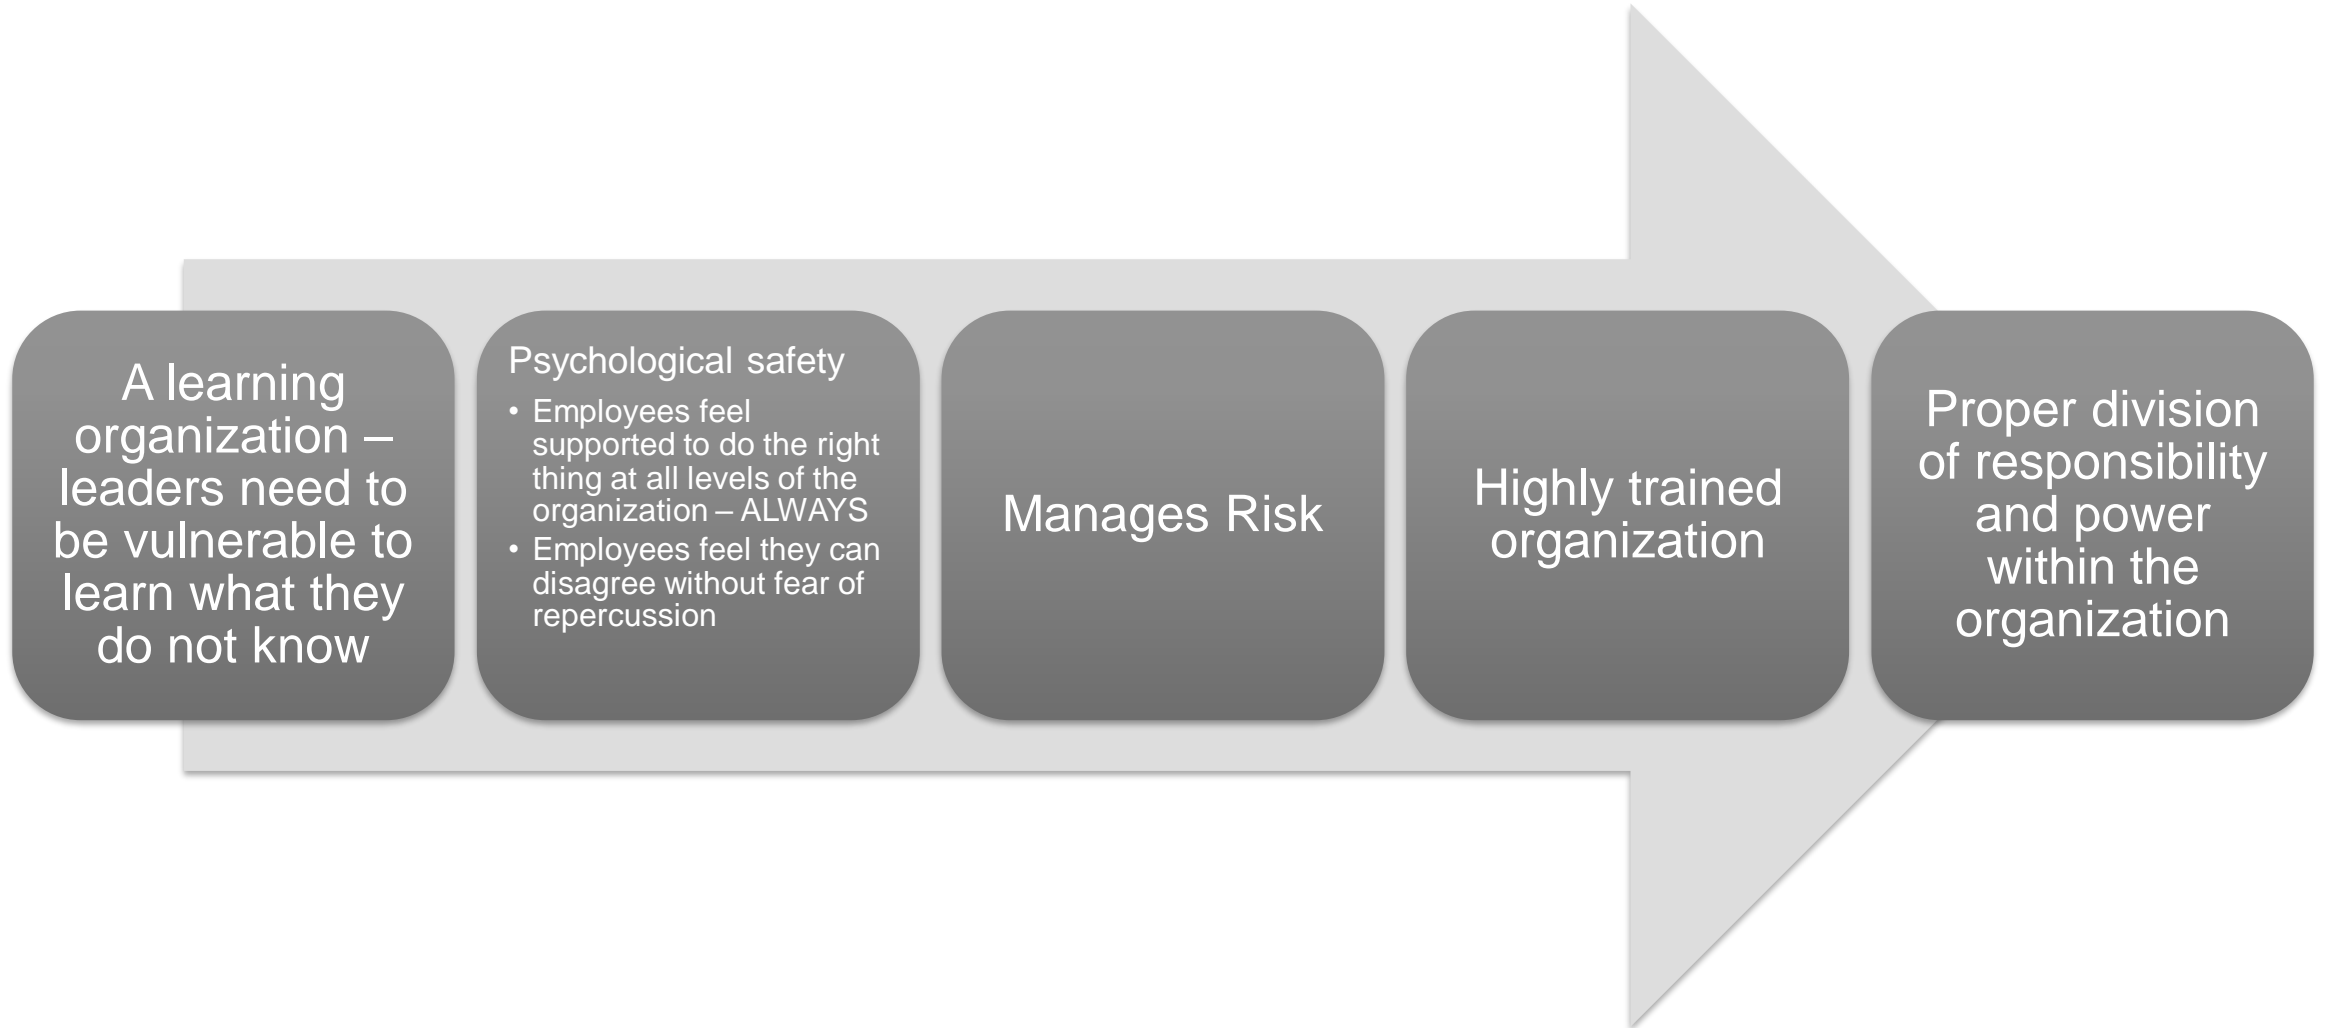 A learning
organization –
leaders need to
be vulnerable to
learn what they
do not know
Psychological safety
• Employees feel
supported to do the right
thing at all levels of the
organization – ALWAYS
• Employees feel they can
disagree without fear of
repercussion
Manages Risk
Highly trained
organization
Proper division
of responsibility
and power
within the
organization